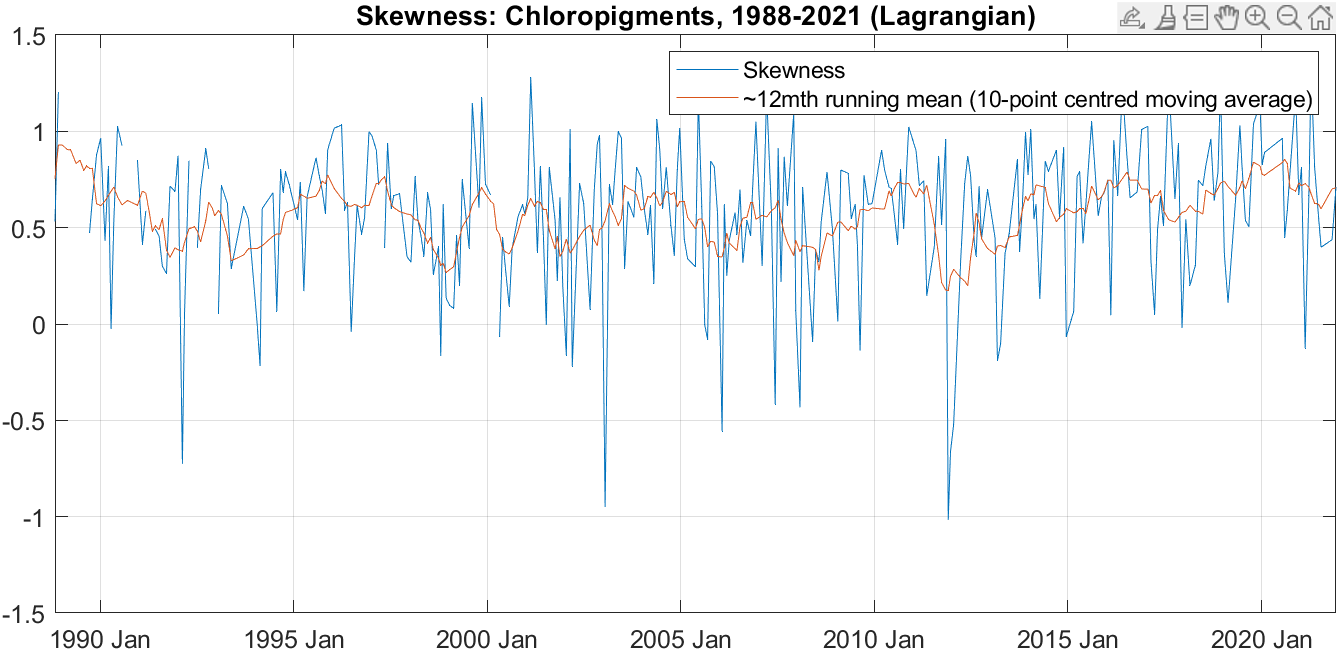 Skewness: Chloropigments, 1988-2021 (Lagrangian)
1.5
Skewness
~12mth running mean (10-point centred moving average)
1
0.5
0
-0.5
-1
-1.5
1990 Jan 1995 Jan 2000 Jan 2005 Jan 2010 Jan 2015 Jan 2020 Jan